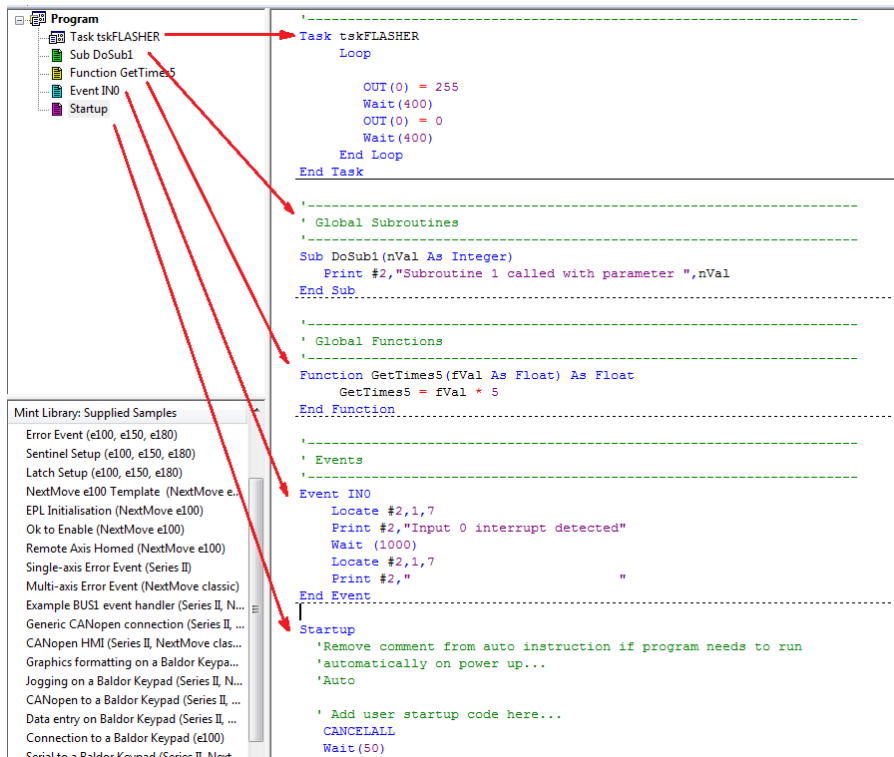 Program
Task tskFLASHER
Sub DoSub1
Function GetTimes5
Event IN0
Startup
Mint Library: Supplied Samples
Error Event (e100, e150, e180)
Sentinel Setup (e100, e150, e180)
Latch Setup (e100, e150, e180)
NextMove e100 Template (NextMove e...
EPL Initialisation (NextMove e100)
Ok to Enable (NextMove e100)
Remote Axis Homed (NextMove e100)
Single-axis Error Event (Series II)
Multi-axis Error Event (NextMove classic)
Example BUS1 event handler (Series II, N...
Generic CANopen connection (Series II, ...
CANopen HMI (Series II, NextMove clas...
Graphics formatting on a Baldor Keypa...
Jogging on a Baldor Keypad (Series II, N...
CANopen to a Baldor Keypad (Series II, ...
Data entry on Baldor Keypad (Series II, ...
Connection to a Baldor Keypad (e100)
Serial to a Baldor Keypad (Series II, Next
'--------------------------------------------------------------------
Task tskFLASHER
Loop
OUT(0) = 255
Wait(400)
OUT(0) = 0
Wait(400)
End Loop
End Task
'--------------------------------------------------------------------
' Global Subroutines
'--------------------------------------------------------------------
Sub DoSub1(nVal As Integer)
Print #2,"Subroutine 1 called with parameter ",nVal
End Sub
'--------------------------------------------------------------------
' Global Functions
'--------------------------------------------------------------------
Function GetTimes5(fVal As Float) As Float
GetTimes5 = fVal * 5
End Function
'--------------------------------------------------------------------
' Events
'--------------------------------------------------------------------
Event IN0
Locate #2,1,7
Print #2,"Input 0 interrupt detected"
Wait (1000)
Locate #2,1,7
Print #2,"                          "
End Event
Startup
'Remove comment from auto instruction if program needs to run
'automatically on power up...
'Auto
' Add user startup code here...
CANCELALL
Wait(50)